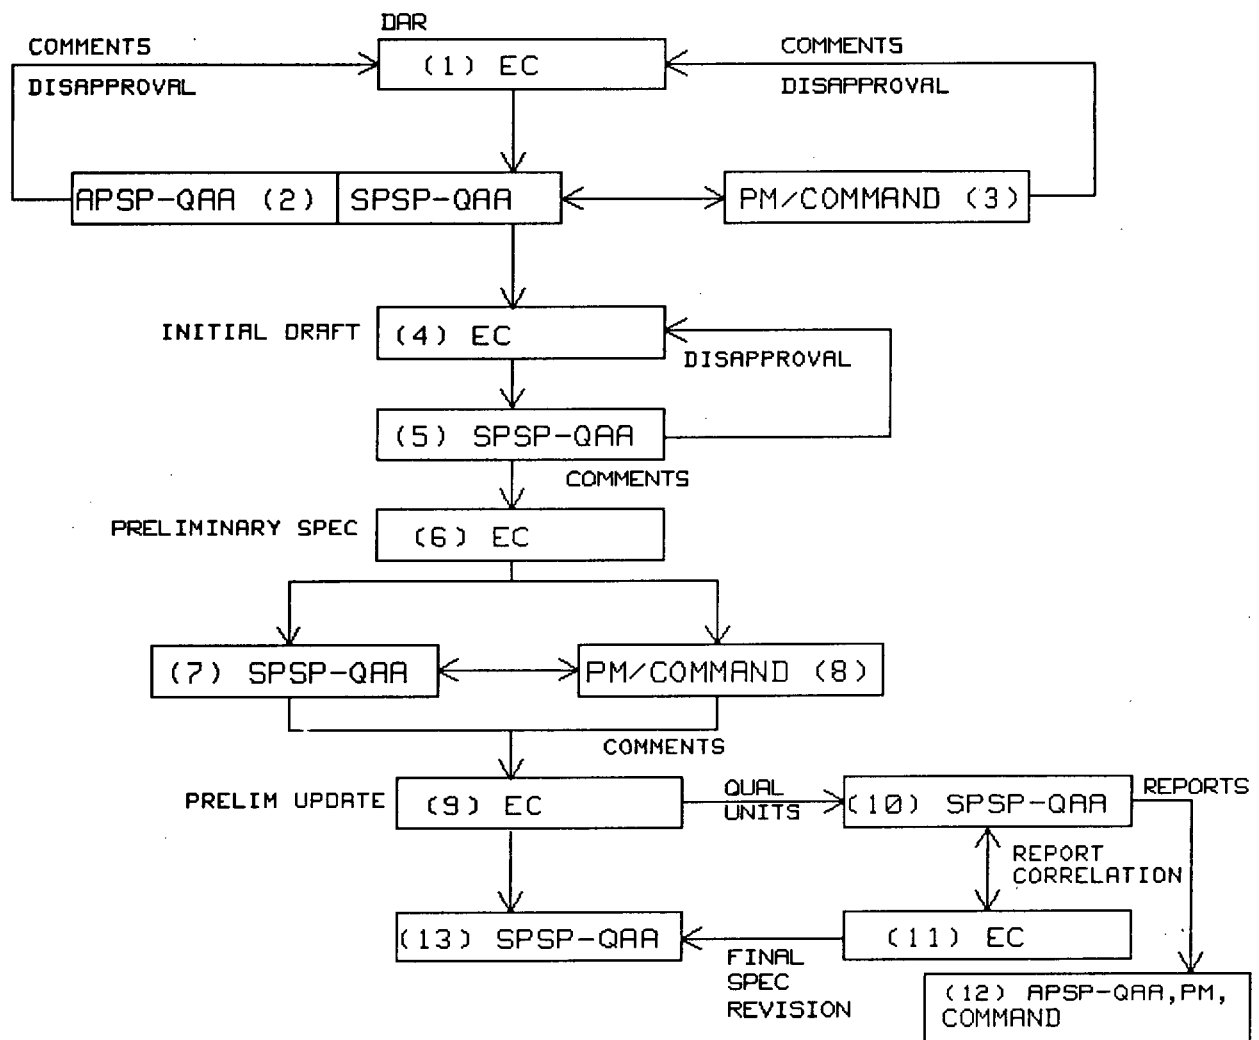 DAR
COMMENTS
DISAPPROVAL
(1) EC
COMMENTS
DISAPPROVAL
APSP-QAA (2)
SPSP-QAA
PM/COMMAND (3)
INITIAL DRAFT
(4) EC
DISAPPROVAL
(5) SPSP-QAA
COMMENTS
PRELIMINARY SPEC
(6) EC
(7) SPSP-QAA
PM/COMMAND (8)
COMMENTS
PRELIM UPDATE
(9) EC
QUAL
UNITS
(10) SPSP-QAA
REPORTS
REPORT
CORRELATION
(13) SPSP-QAA
(11) EC
FINAL
SPEC
REVISION
(12) APSP-QAA,PM,
COMMAND